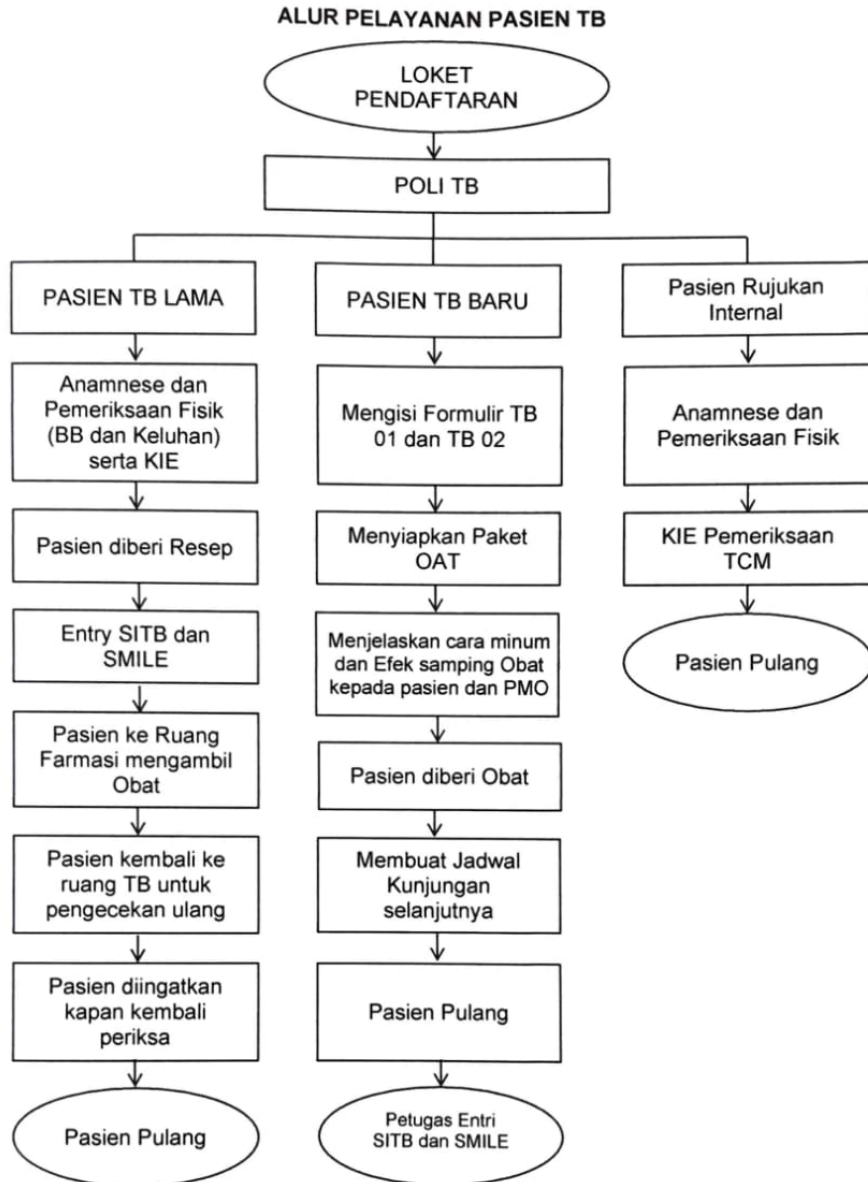 ALUR PELAYANAN PASIEN TB
LOKET
PENDAFTARAN
POLI TB
PASIEN TB LAMA
Anamnese dan
Pemeriksaan Fisik
(BB dan Keluhan)
serta KIE
Pasien diberi Resep
Entry SITB dan
SMILE
Pasien ke Ruang
Farmasi mengambil
Obat
Pasien kembali ke
ruang TB untuk
pengecekan ulang
Pasien diingatkan
kapan kembali
periksa
Pasien Pulang
PASIEN TB BARU
Mengisi Formulir TB
01 dan TB 02
Menyiapkan Paket
OAT
Menjelaskan cara minum
dan Efek samping Obat
kepada pasien dan PMO
Pasien diberi Obat
Membuat Jadwal
Kunjungan
selanjutnya
Pasien Pulang
Petugas Entri
SITB dan SMILE
Pasien Rujukan
Internal
Anamnese dan
Pemeriksaan Fisik
KIE Pemeriksaan
TCM
Pasien Pulang